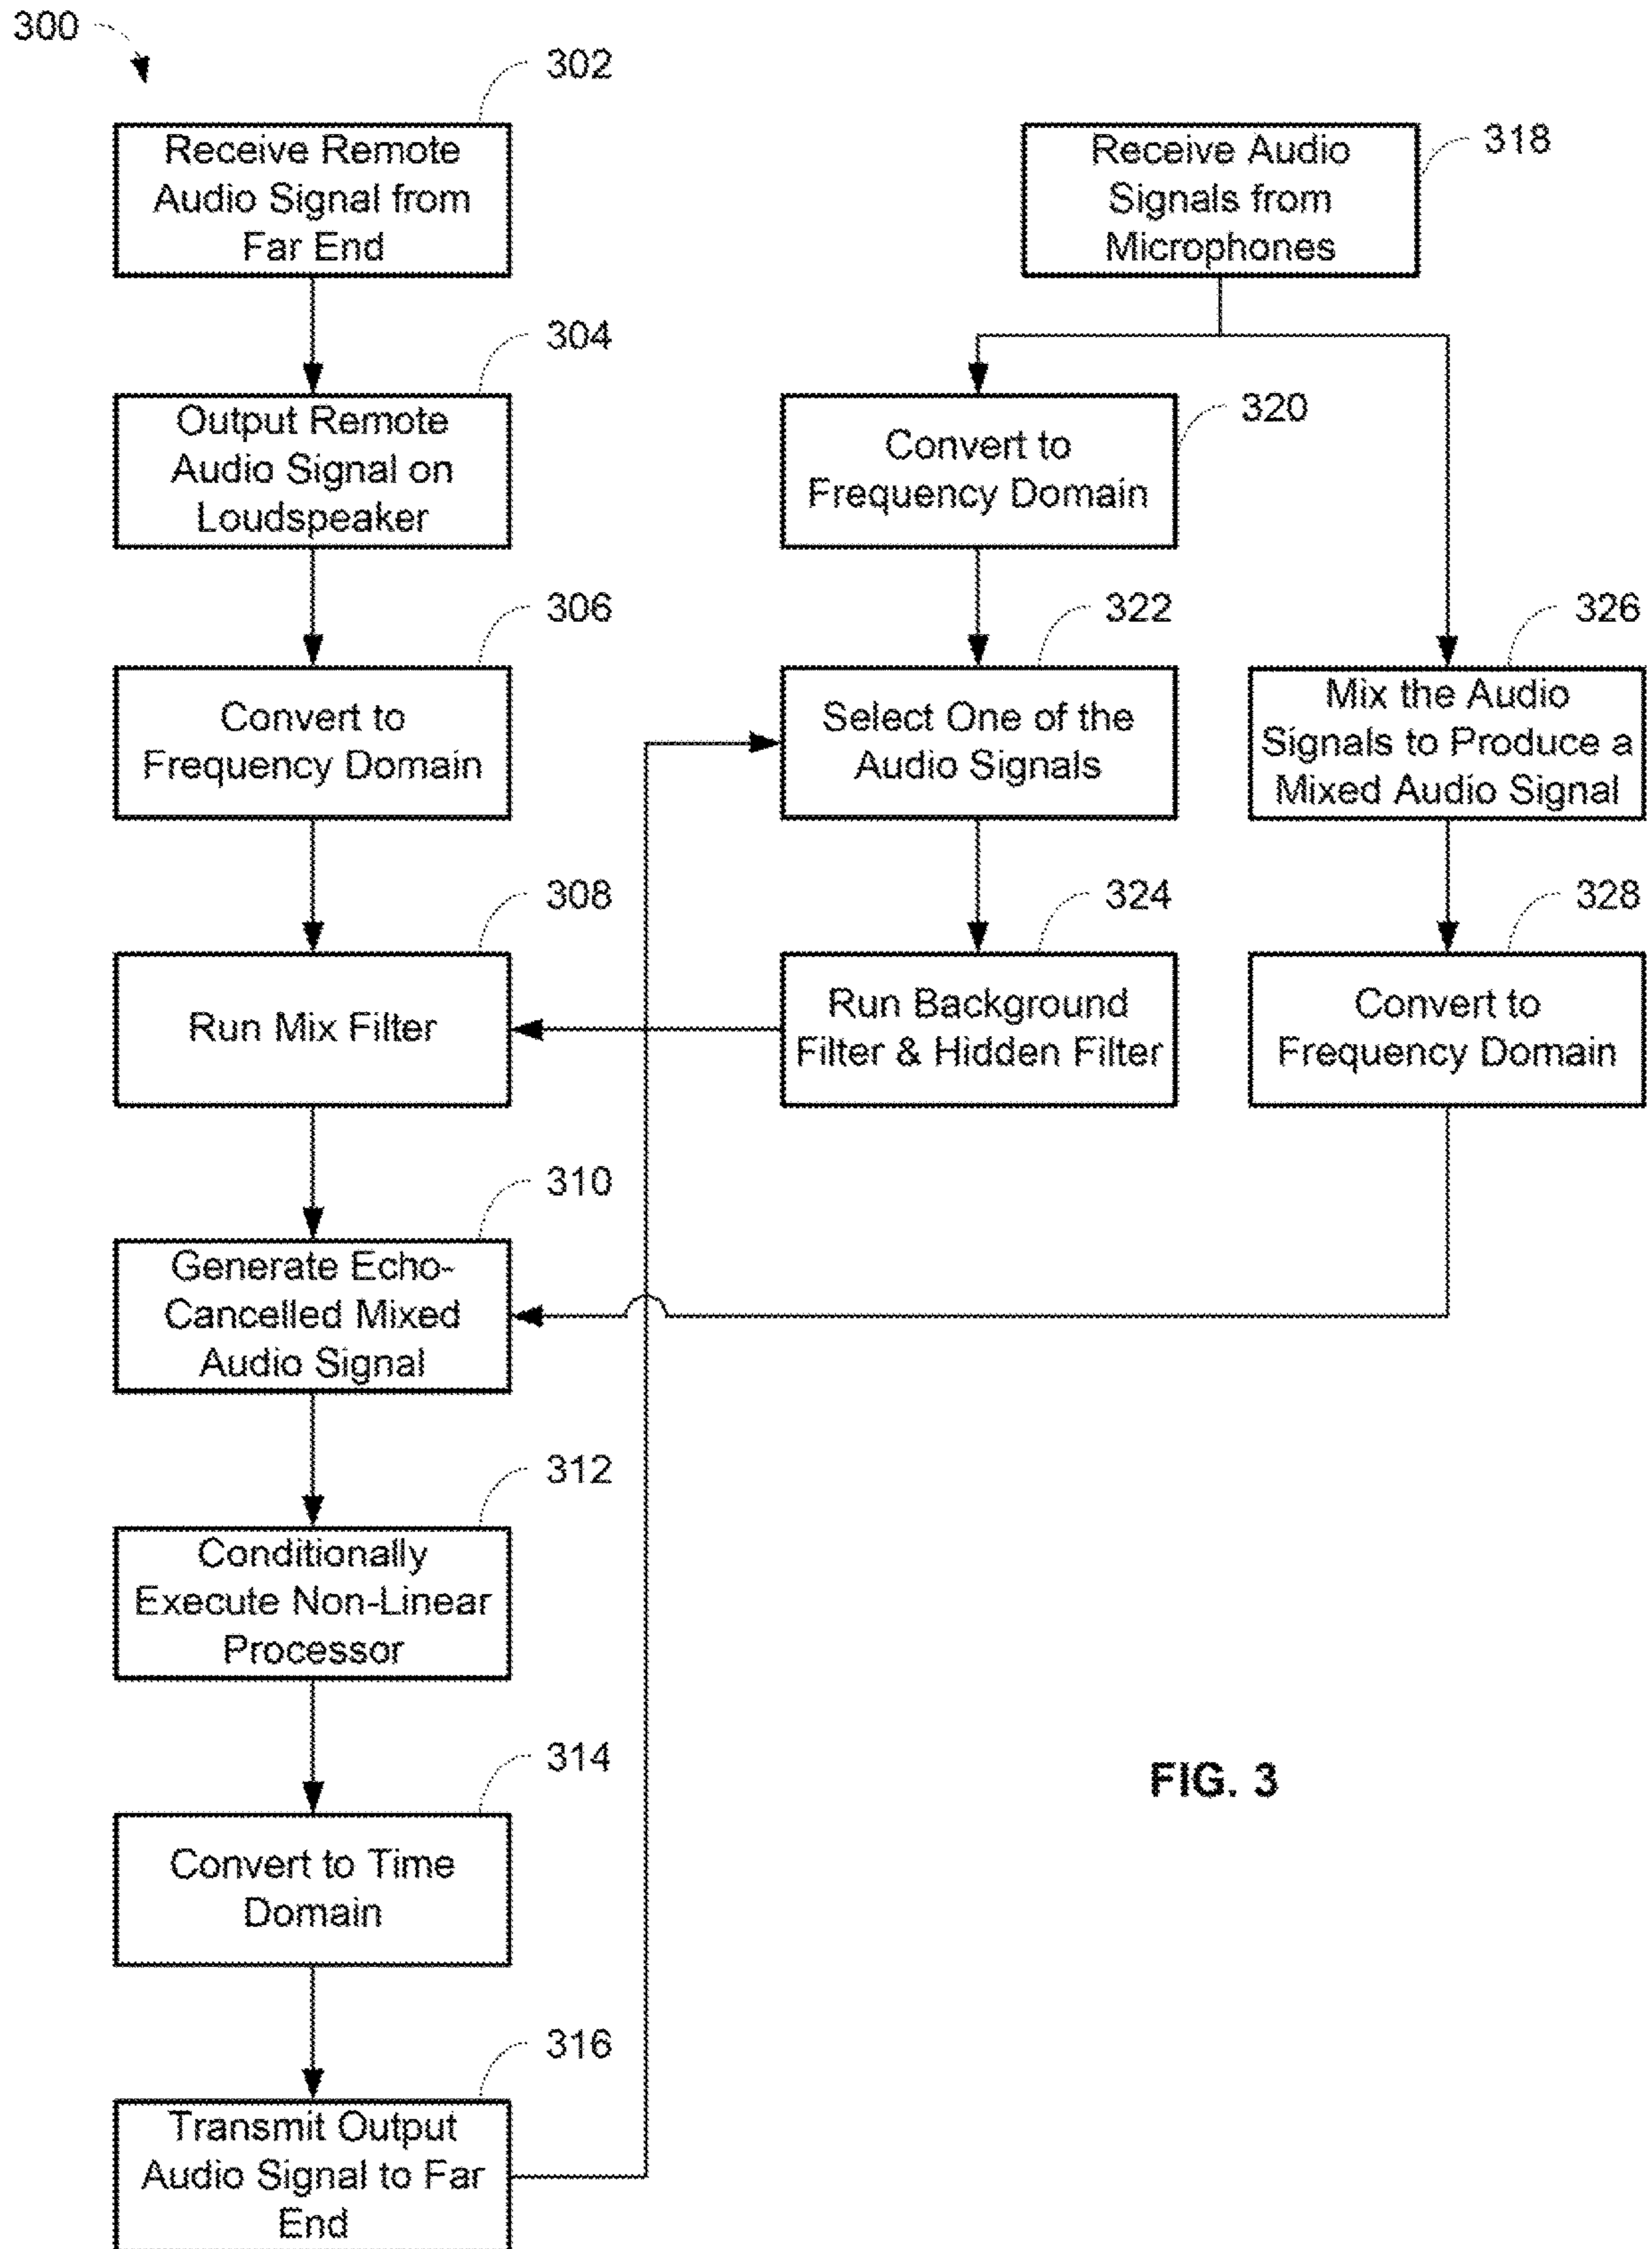 300
302
Receive Remote
Audio Signal from
Far End
304
Output Remote
Audio Signal on
Loudspeaker
306
Convert to
Frequency Domain
308
Run Mix Filter
310
Generate Echo-
Cancelled Mixed
Audio Signal
312
Conditionally
Execute Non-Linear
Processor
314
Convert to Time
Domain
316
Transmit Output
Audio Signal to Far
End
318
Receive Audio
Signals from
Microphones
320
Convert to
Frequency Domain
322
Select One of the
Audio Signals
324
Run Background
Filter & Hidden Filter
326
Mix the Audio
Signals to Produce a
Mixed Audio Signal
328
Convert to
Frequency Domain
FIG. 3